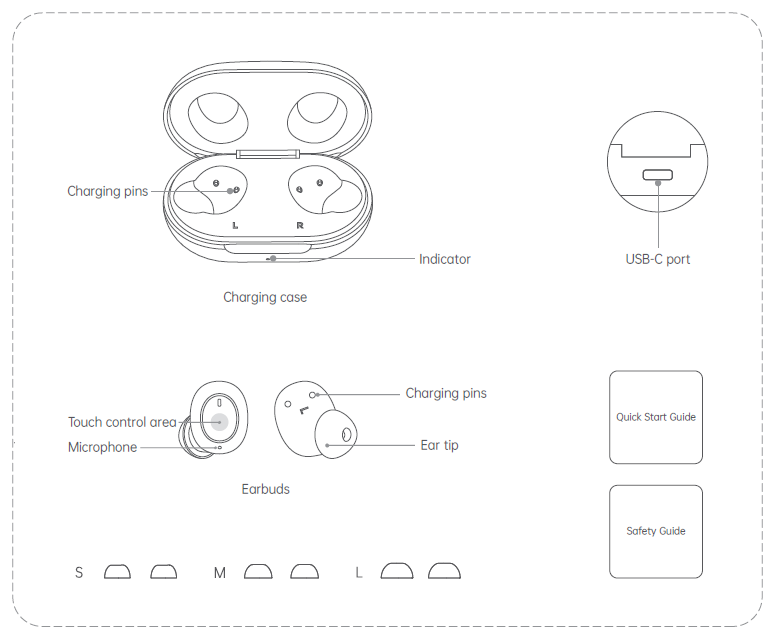 Charging pins
L
R
Indicator
Charging case
USB-C port
Charging pins
Touch control area
Microphone
L
Ear tip
Earbuds
Quick Start Guide
Safety Guide
S
M
L